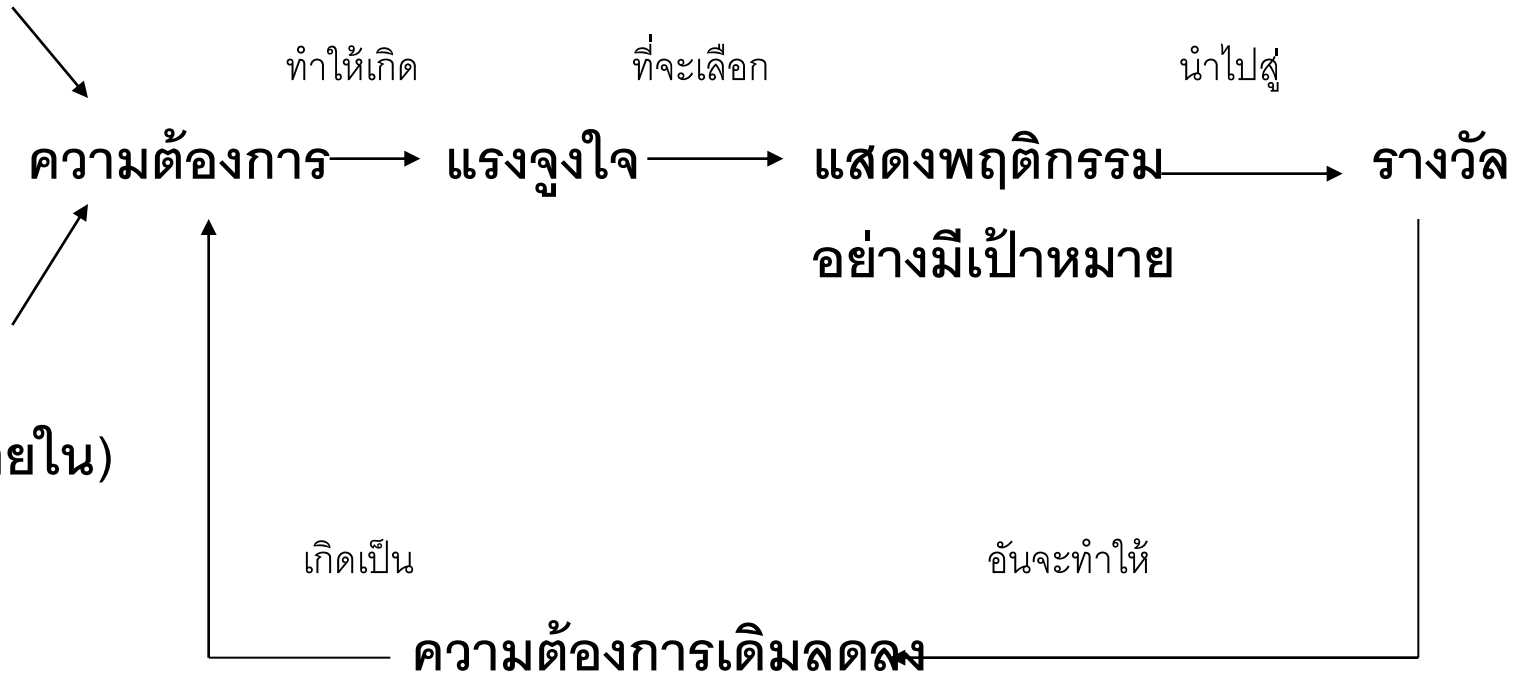 ทำให้เกิด ที่จะเลือก นำไปสู่
ความต้องการ แรงจูงใจ แสดงพฤติกรรม รางวัล
อย่างมีเป้าหมาย
ยใน)
เกิดเป็น อันจะทำให้
ความต้องการเดิมลดลง